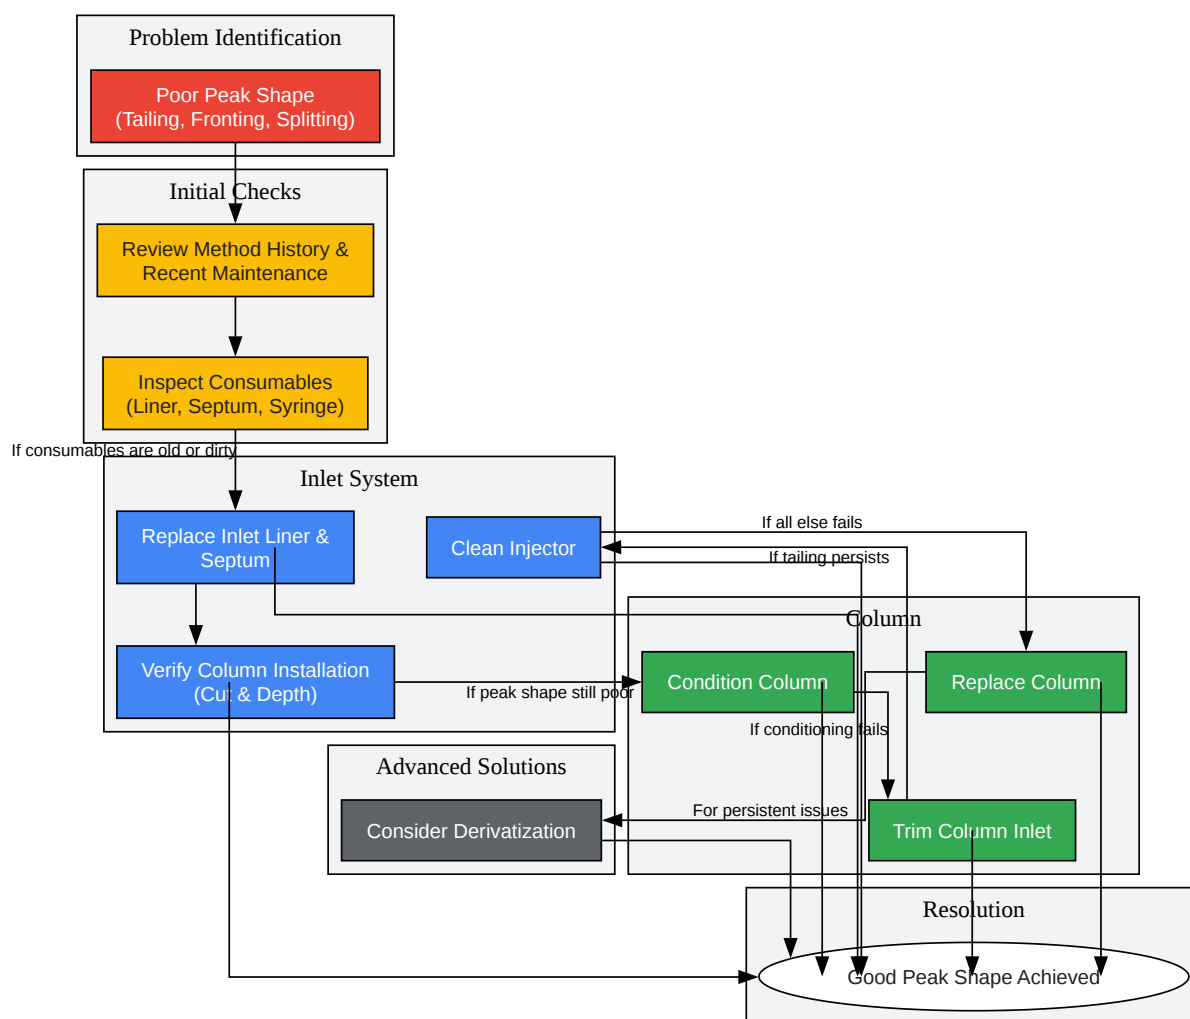 Problem Identification
Poor Peak Shape
(Tailing, Fronting, Splitting)
Initial Checks
Review Method History &
Recent Maintenance
Inspect Consumables
(Liner, Septum, Syringe)
If consumables are old or dirty
Inlet System
Replace Inlet Liner &
Septum
Clean Injector
If all else fails
If tailing persists
Column
Verify Column Installation
(Cut & Depth)
If peak shape still poor
Condition Column
Replace Column
If conditioning fails
Advanced Solutions
Consider Derivatization
For persistent issues
Trim Column Inlet
Resolution
Good Peak Shape Achieved